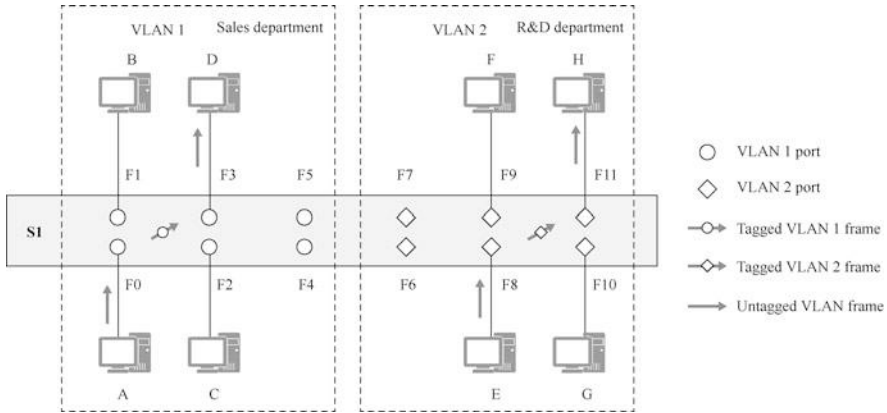 VLAN 1 Sales department
VLAN 2 R&D department
B D F H
F1 F3 F5 F7 F9 F11
S1
F0 F2 F4 F6 F8 F10
A C E G
VLAN 1 port
VLAN 2 port
Tagged VLAN 1 frame
Tagged VLAN 2 frame
Untagged VLAN frame